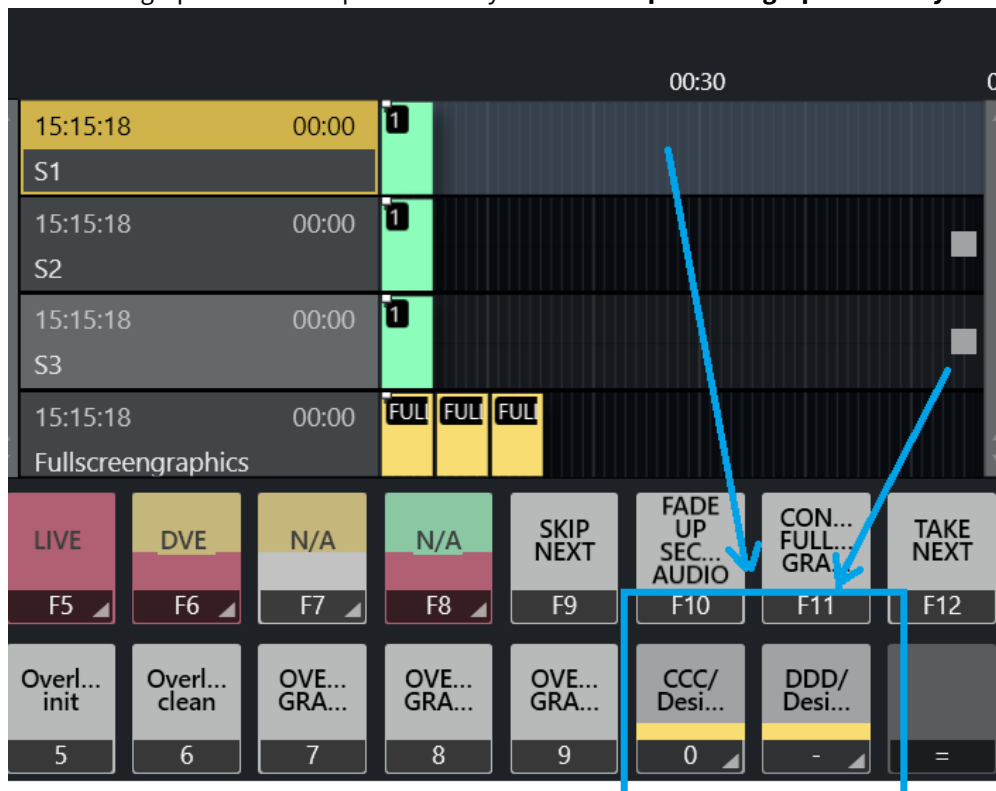 00:30
15:15:18 00:00 1
S1
15:15:18 00:00 1
S2
15:15:18 00:00 1
S3
15:15:18 00:00 FULL FULL FULL
Fullscreengraphics
LIVE
F5
DVE
F6
N/A
F7
N/A
F8
SKIP
NEXT
F9
FADE
UP
SEC...
AUDIO
F10
CON...
FULL...
GRA...
F11
TAKE
NEXT
F12
Overl...
init
5
Overl...
clean
6
OVE...
GRA...
7
OVE...
GRA...
8
OVE...
GRA...
9
CCC/
Desi...
0
DDD/
Desi...
-
=